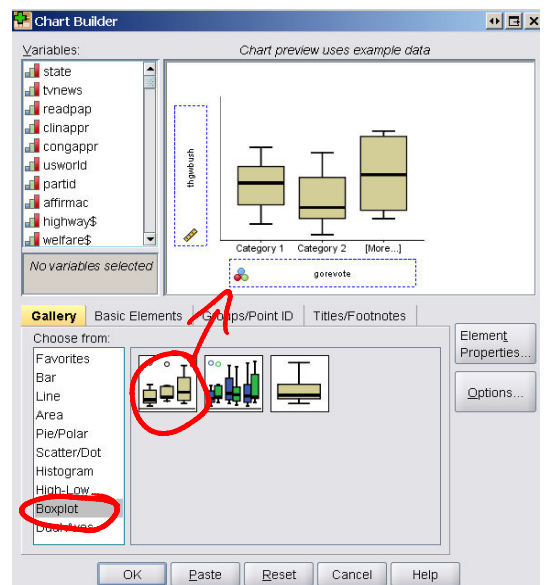 Chart Builder
Variables:
Chart preview uses example data
state
tvnews
readpap
clinappr
congappr
usworld
partid
affirmac
highway$
welfare$
No variables selected
thgwbush
Category 1 Category 2 [More...]
gorevote
Gallery Basic Elements Groups/Point ID Titles/Footnotes
Choose from:
Favorites
Bar
Line
Area
Pie/Polar
Scatter/Dot
Histogram
High-Low
Boxplot
Dual Axes
Element Properties...
Options...
OK Paste Reset Cancel Help